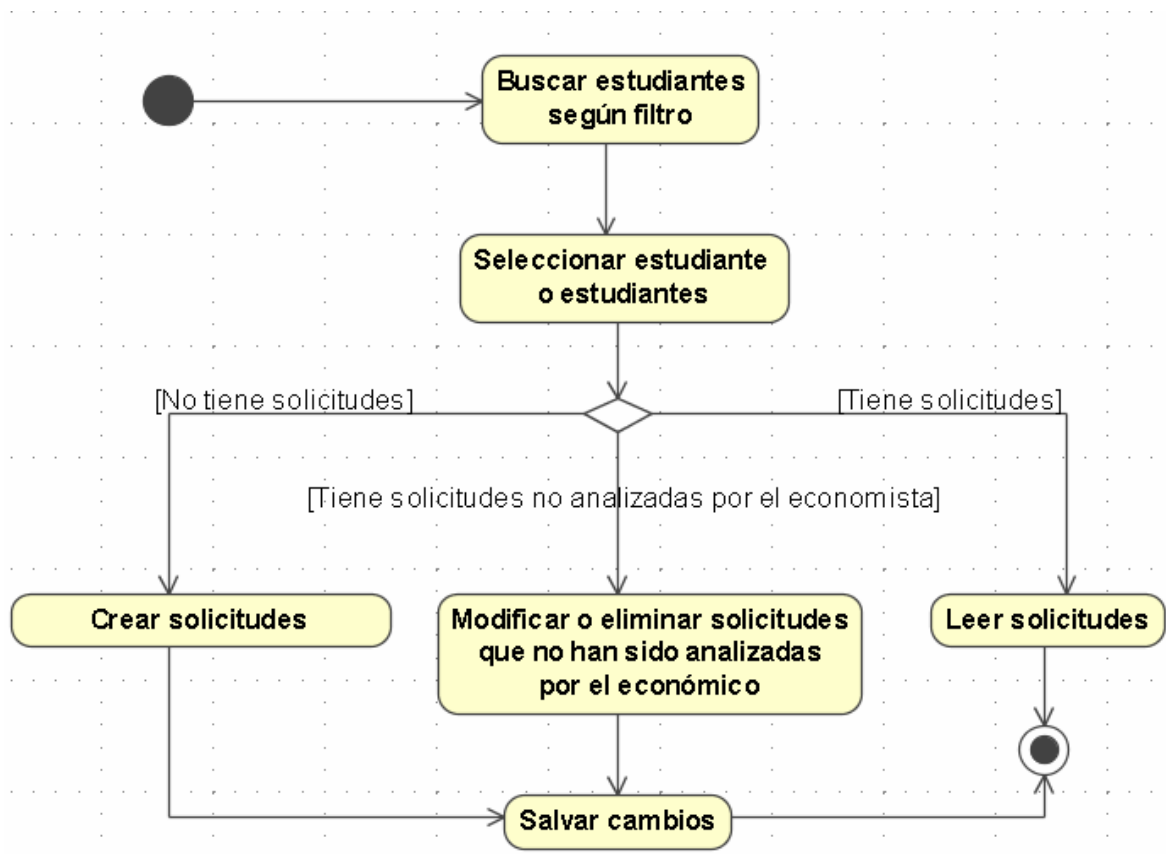 Buscar estudiantes
según filtro
Seleccionar estudiante
o estudiantes
[No tiene solicitudes]
[Tiene solicitudes]
[Tiene solicitudes no analizadas por el economista]
Crear solicitudes
Modificar o eliminar solicitudes
que no han sido analizadas
por el económico
Leer solicitudes
Salvar cambios